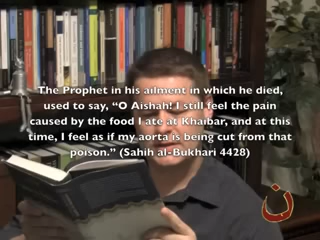 The Prophet in his ailment in which he died,
used to say, “O Aishah! I still feel the pain
caused by the food I ate at Khaibar, and at this
time, I feel as if my aorta is being cut from that
poison.” (Sahih al-Bukhari 4428)
ن